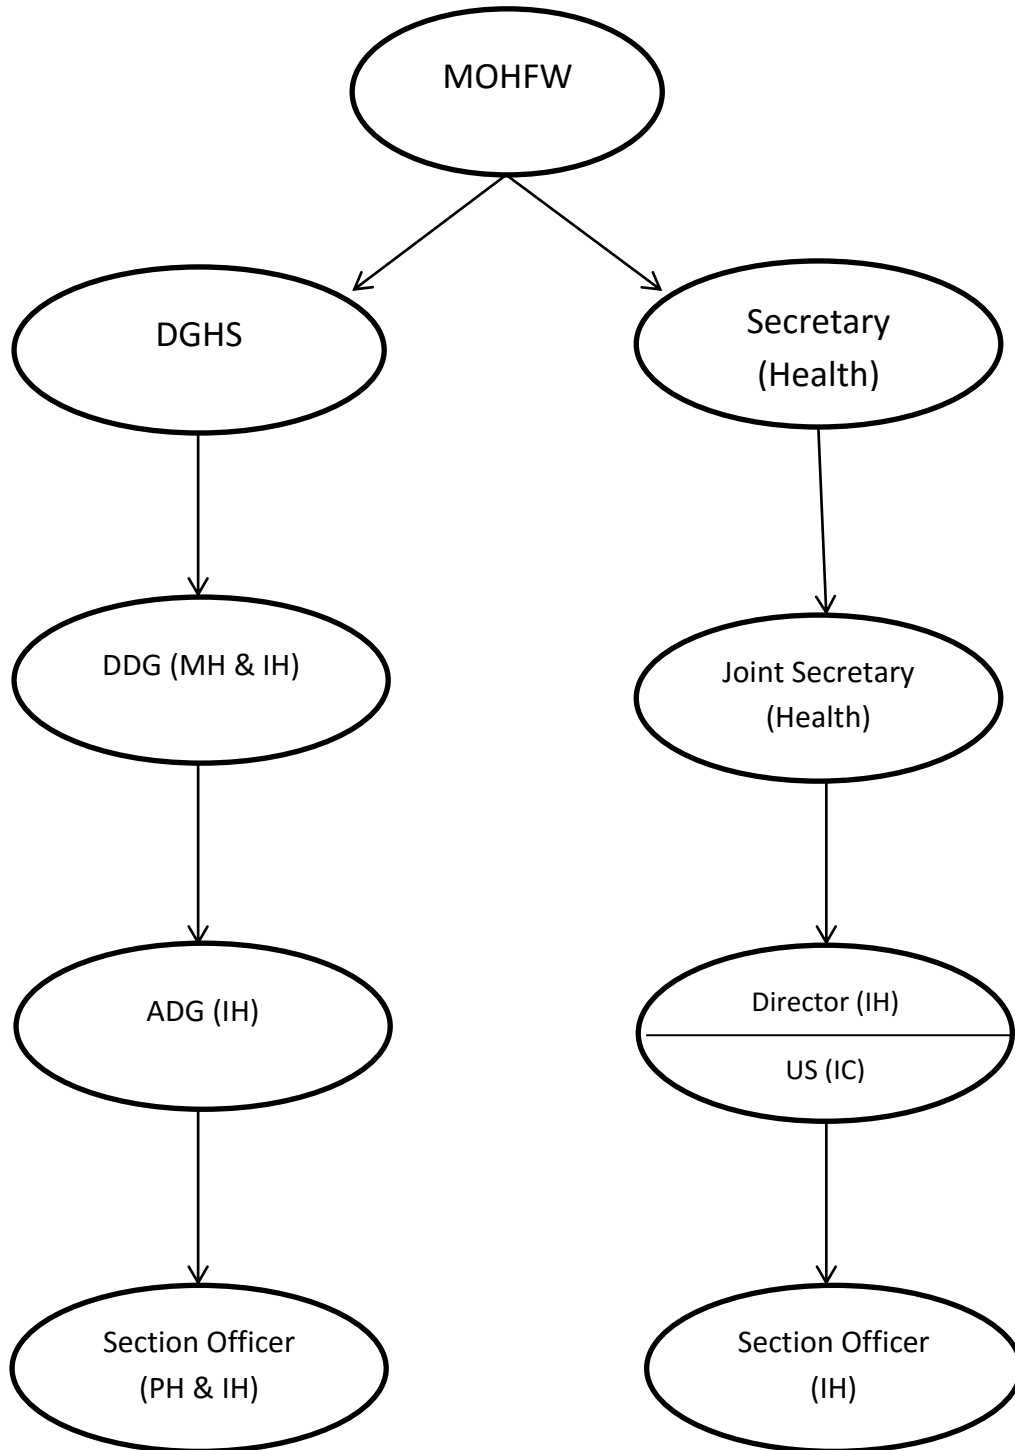 MOHFW
DGHS
Secretary
(Health)
DDG (MH & IH)
Joint Secretary
(Health)
ADG (IH)
Director (IH)
US (IC)
Section Officer
(PH & IH)
Section Officer
(IH)